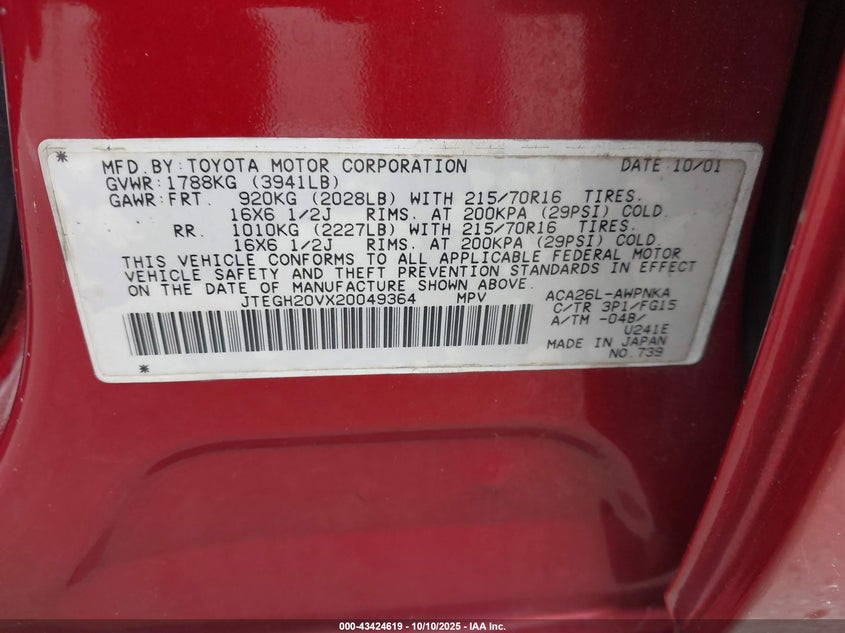 * MFD.BY:TOYOTA MOTOR CORPORATION DATE 10/01
GVWR:1788KG (3941LB)
GAWR:FRT. 920KG (2028LB) WITH 215/70R16 TIRES.
16X6 1/2J RIMS. AT 200KPA (29PSI) COLD.
RR. 1010KG (2227LB) WITH 215/70R16 TIRES.
16X6 1/2J RIMS. AT 200KPA (29PSI) COLD.
THIS VEHICLE CONFORMS TO ALL APPLICABLE FEDERAL MOTOR
VEHICLE SAFETY AND THEFT PREVENTION STANDARDS IN EFFECT
ON THE DATE OF MANUFACTURE SHOWN ABOVE.
JTEGH20VX20049364 MPV ACA26L-AWPNKA
C/TR 3P1/FG15
A/TM -04B/
U241E
MADE IN JAPAN
* NO.739
000-43424619 - 10/10/2025 - IAA Inc.